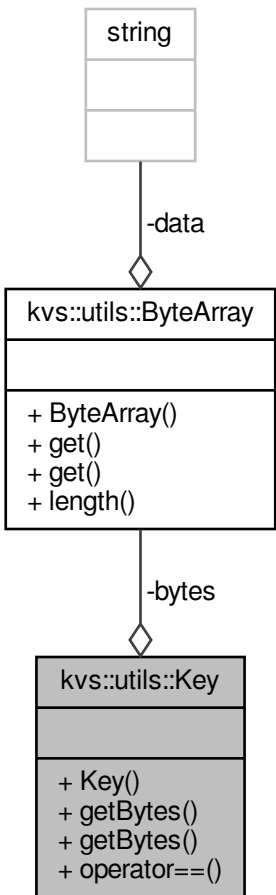 string
-data
kvs::utils::ByteArray
+ ByteArray()
+ get()
+ get()
+ length()
-bytes
kvs::utils::Key
+ Key()
+ getBytes()
+ getBytes()
+ operator==()